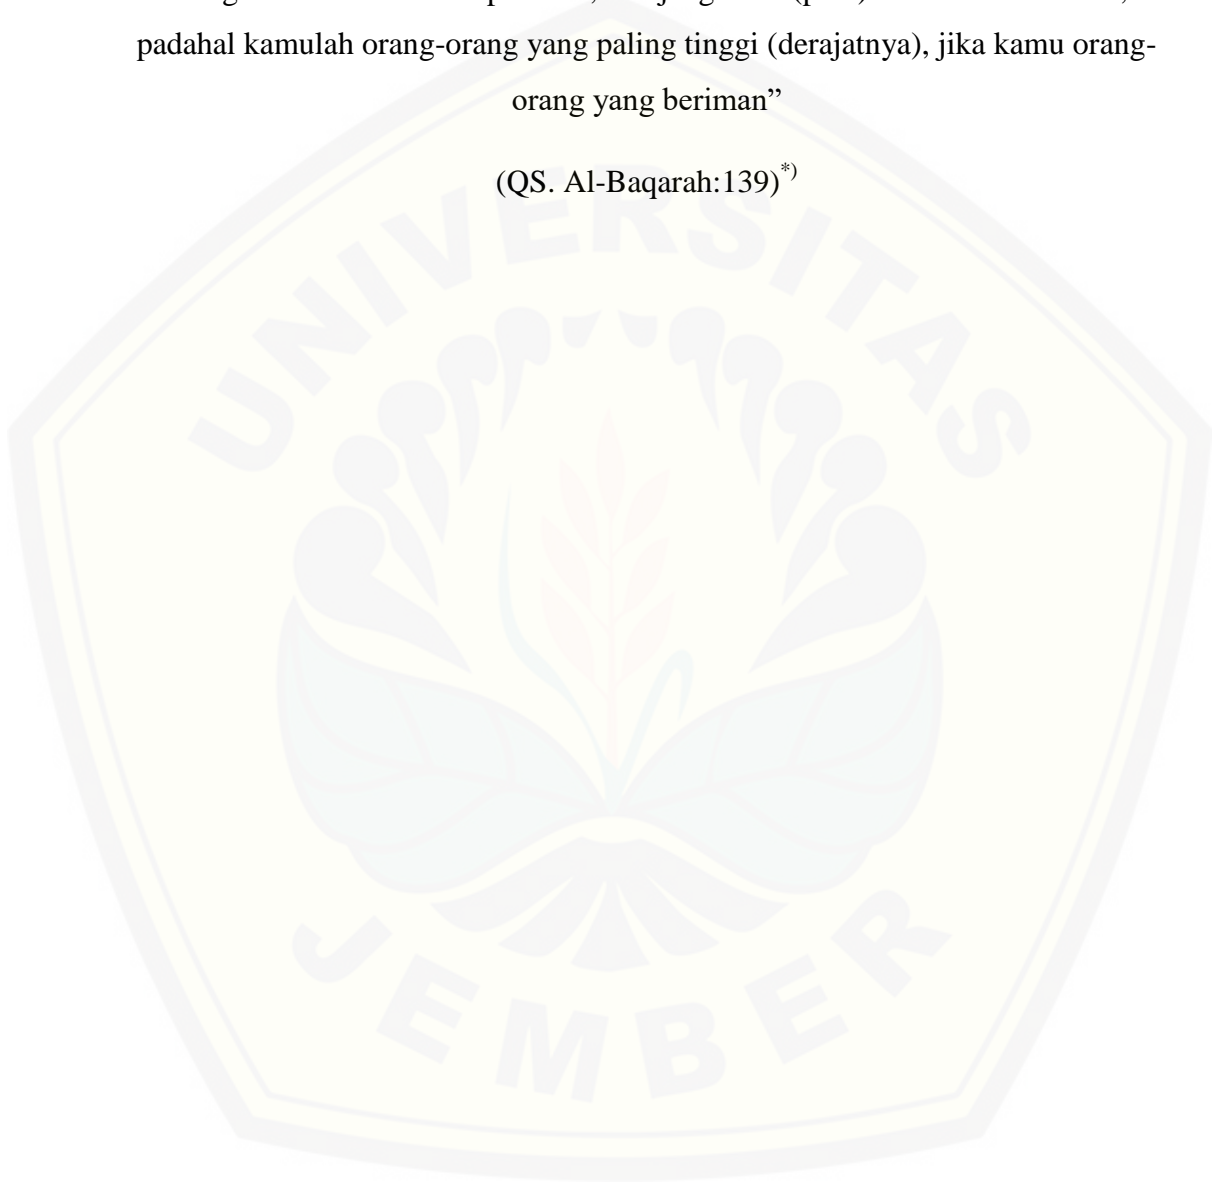 padahal kamulah orang-orang yang paling tinggi (derajatnya), jika kamu orang-
orang yang beriman”
(QS. Al-Baqarah:139)*)
UNIVERSITAS
JEMBER